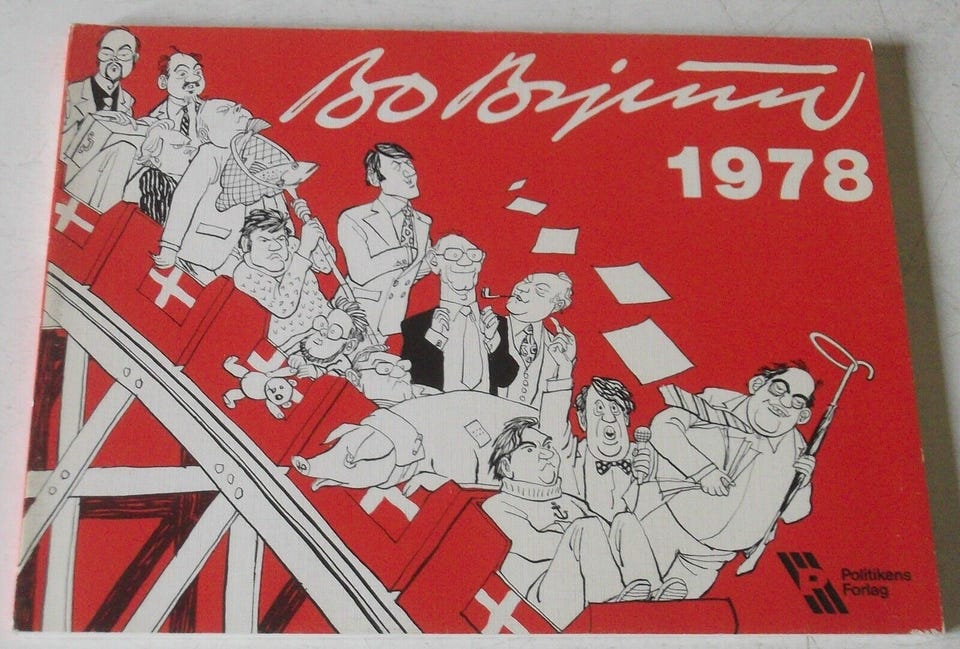 Bo Bojesen
1978
Politikens
Forlag